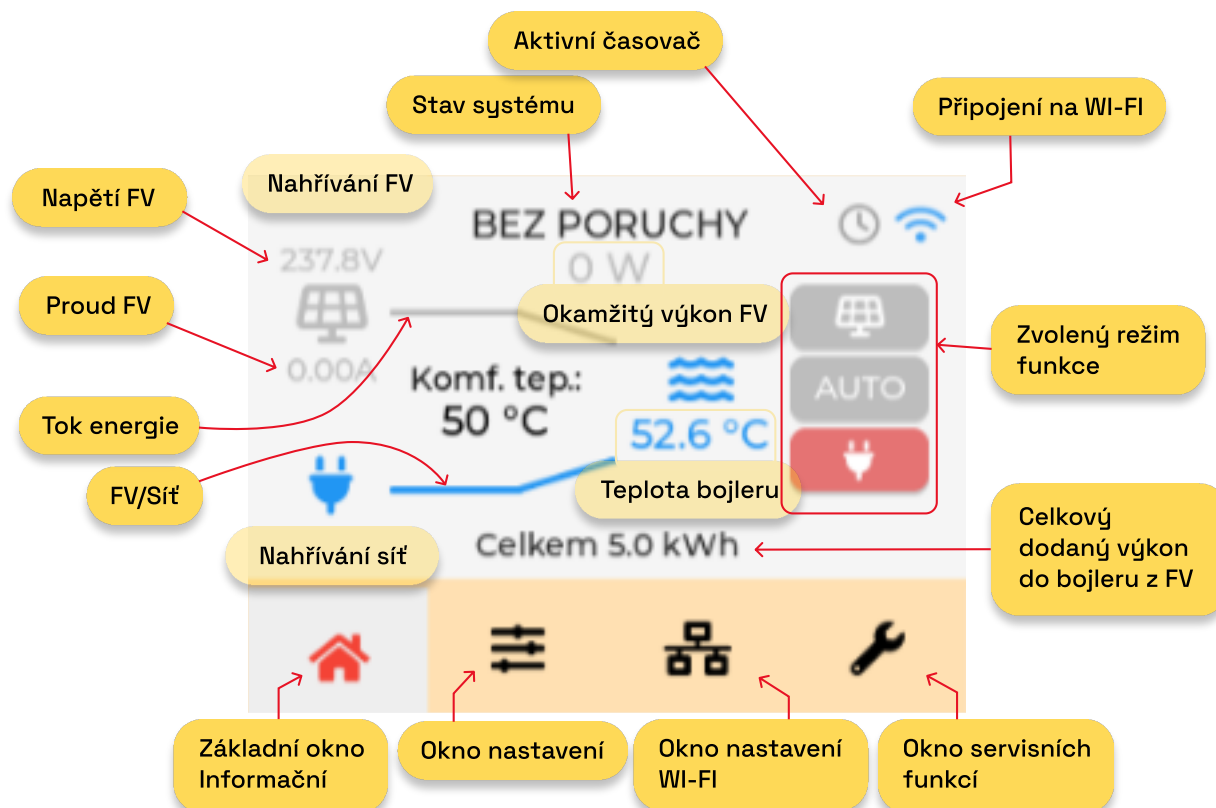 Aktivní časovač
Stav systému
Připojení na WI-FI
Nahřívání FV
Napětí FV
BEZ PORUCHY
237.8V
0 W
Proud FV
Okamžitý výkon FV
Zvolený režim
funkce
0.00A
Komf. tep.:
50 °C
AUTO
Tok energie
52.6 °C
FV/Síť
Teplota bojleru
Celkem 5.0 kWh
Nahřívání síť
Celkový
dodaný výkon
do bojleru z FV
Základní okno
Informační
Okno nastavení
Okno nastavení
WI-FI
Okno servisních
funkcí